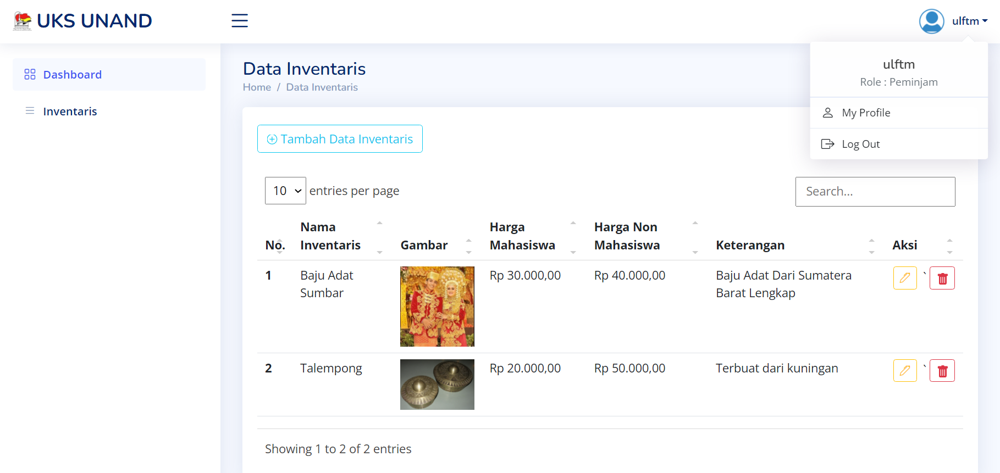 UKS UNAND
ulftm
ulftm
Role : Peminjam
My Profile
Log Out
Dashboard
Inventaris
Data Inventaris
Home / Data Inventaris
Tambah Data Inventaris
10 entries per page
Search...
No.
Nama Inventaris
Gambar
Harga Mahasiswa
Harga Non Mahasiswa
Keterangan
Aksi
1
Baju Adat Sumbar
Rp 30.000,00
Rp 40.000,00
Baju Adat Dari Sumatera Barat Lengkap
`
2
Talempong
Rp 20.000,00
Rp 50.000,00
Terbuat dari kuningan
`
Showing 1 to 2 of 2 entries